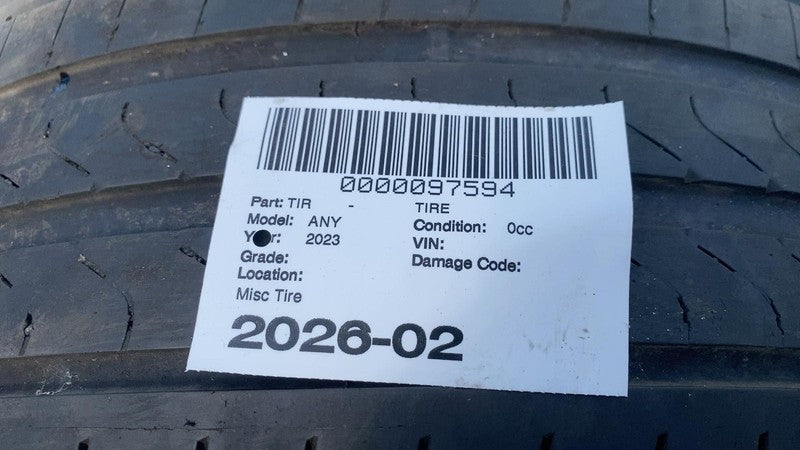 0000097594
Part: TIR - TIRE
Model: ANY Condition: 0cc
Year: 2023 VIN:
Grade: Damage Code:
Location:
Misc Tire
2026-02